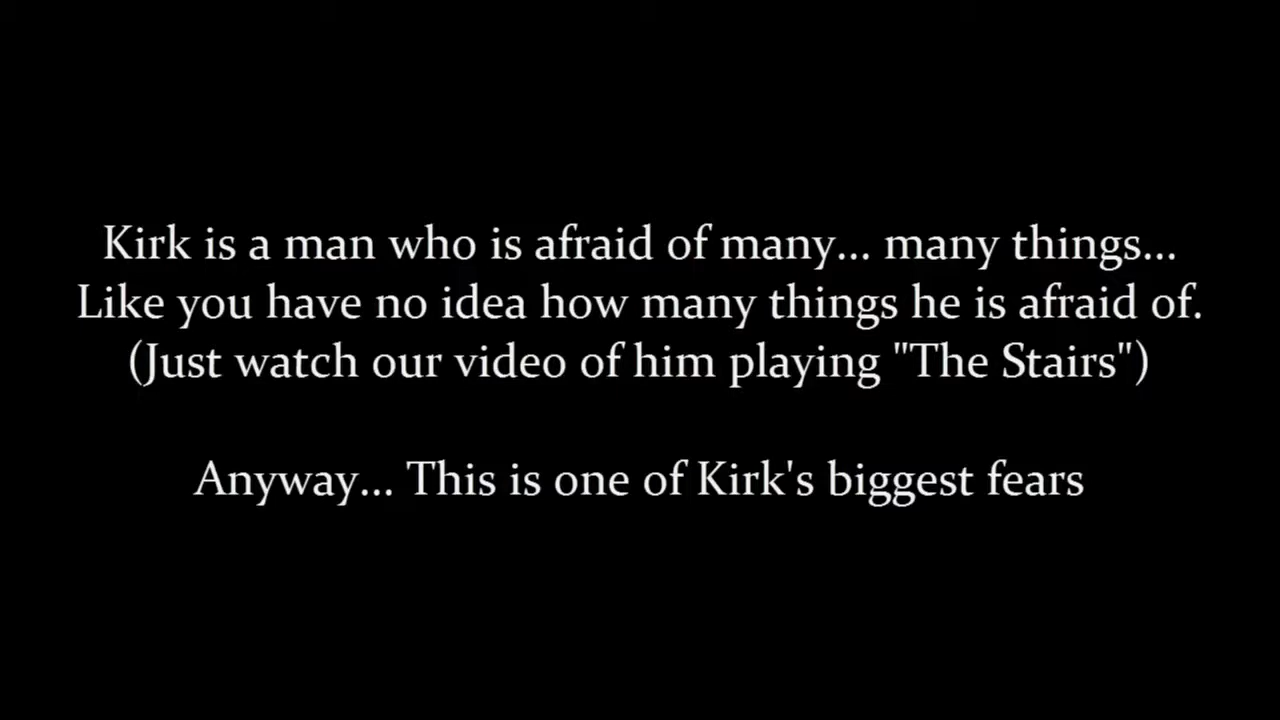 Kirk is a man who is afraid of many... many things...
Like you have no idea how many things he is afraid of.
(Just watch our video of him playing "The Stairs")
Anyway... This is one of Kirk's biggest fears